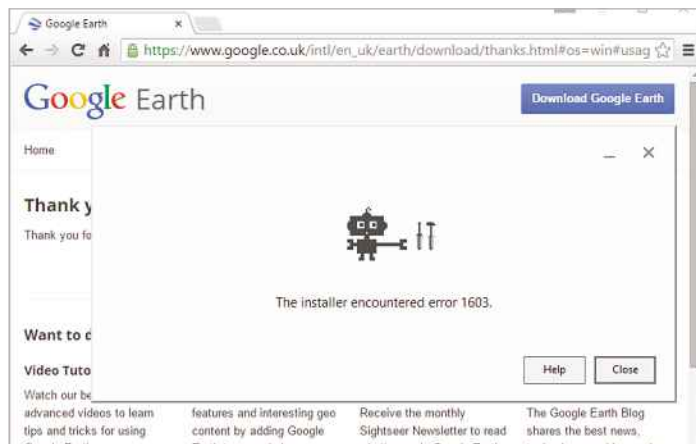 Google Earth
https://www.google.co.uk/intl/en_uk/earth/download/thanks.html#os=win#usag
Google Earth
Download Google Earth
Home
Thank y
Thank you fo
The installer encountered error 1603.
Help
Close
Want to d
Video Tuto
Watch our be
advanced videos to learn
tips and tricks for using
features and interesting geo
content by adding Google
Receive the monthly
Sightseer Newsletter to read
The Google Earth Blog
shares the best news,